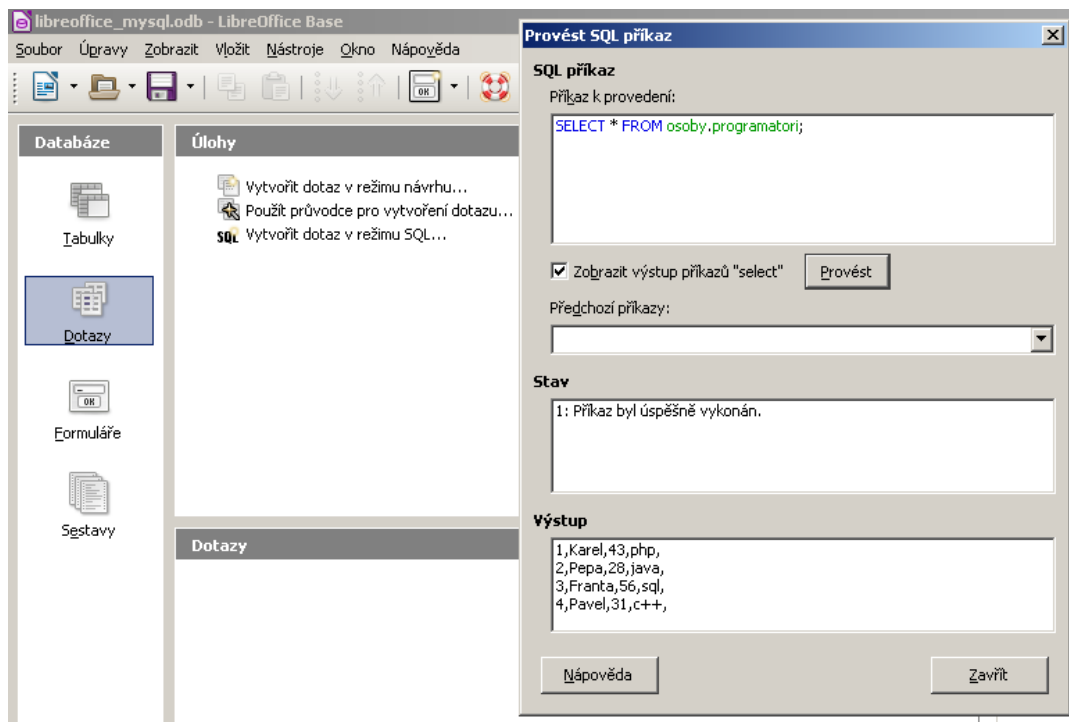 libreoffice_mysql.odb - LibreOffice Base
Soubor Úpravy Zobrazit Vložit Nástroje Okno Nápověda
OK
Databáze
Tabulky
Dotazy
OK
Formuláře
Sestavy
Úlohy
Vytvořit dotaz v režimu návrhu...
Použít průvodce pro vytvoření dotazu...
SQL Vytvořit dotaz v režimu SQL...
Dotazy
Provést SQL příkaz
SQL příkaz
Příkaz k provedení:
SELECT * FROM osoby.programatori;
Zobrazit výstup příkazů "select"
Provést
Předchozí příkazy:
Stav
1: Příkaz byl úspěšně vykonán.
Výstup
1,Karel,43,php,
2,Pepa,28,java,
3,Franta,56,sql,
4,Pavel,31,c++,
Nápověda
Zavřít